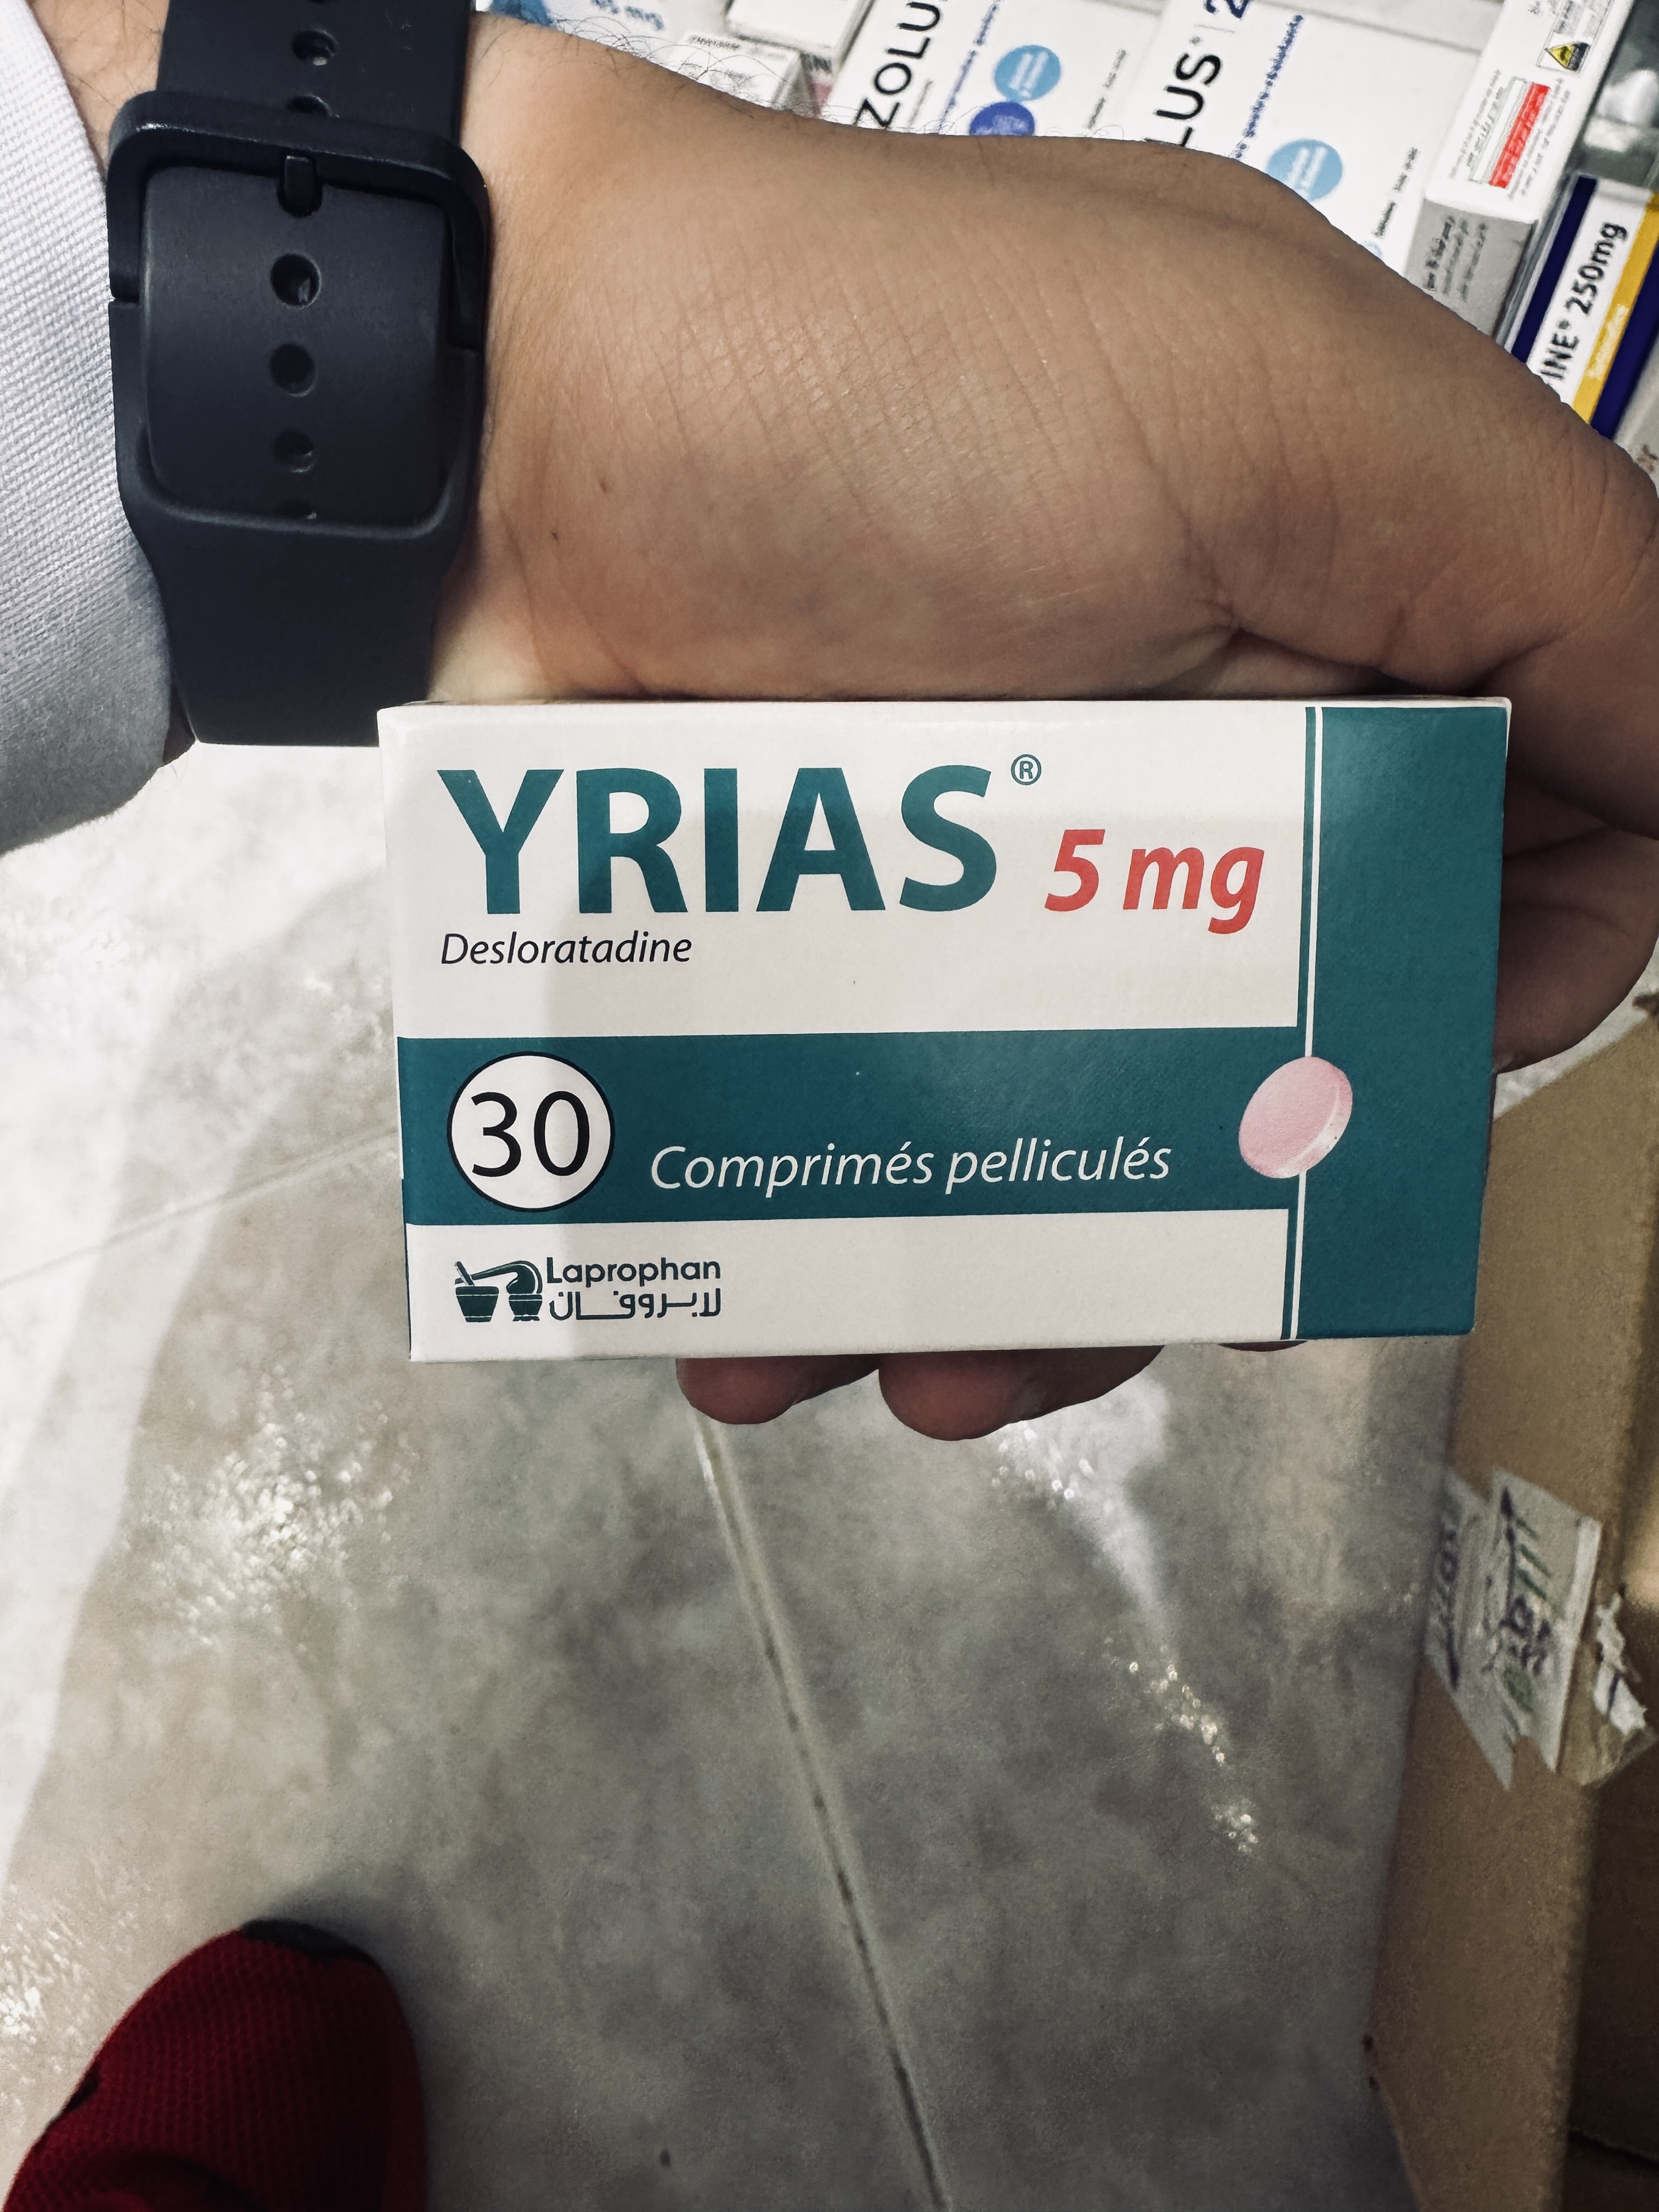 ZOLU
LUS®
INE® 250mg
YRIAS® 5 mg
Desloratadine
30 Comprimés pelliculés
Laprophan
لابروفان